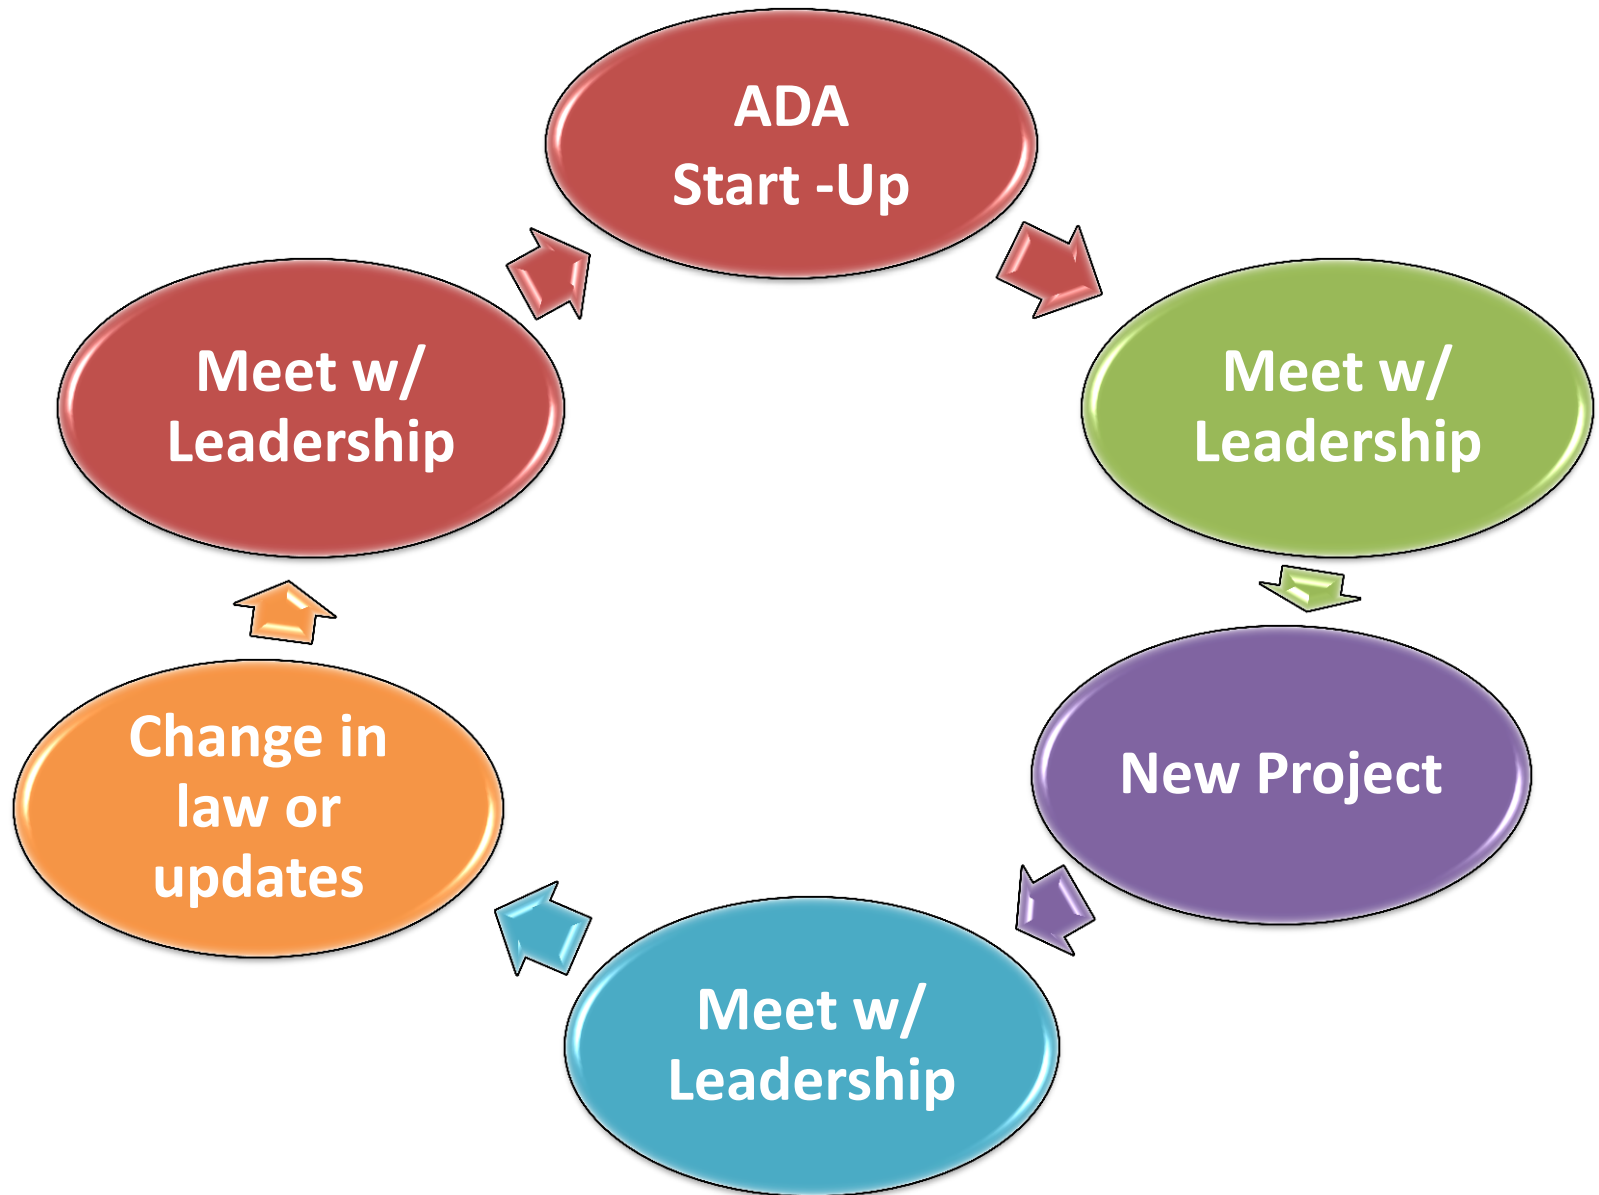 ADA
Start -Up
Meet w/
Leadership
New Project
Meet w/
Leadership
Change in
law or
updates
Meet w/
Leadership